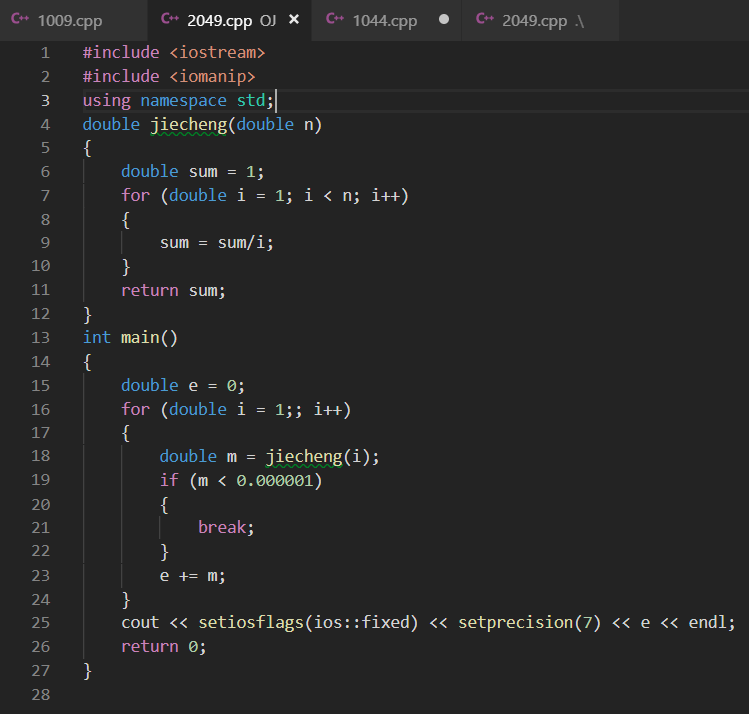 C++ 1009.cpp C++ 2049.cpp OJ × C++ 1044.cpp ● C++ 2049.cpp .\
1 #include <iostream>
2 #include <iomanip>
3 using namespace std;
4 double jiecheng(double n)
5 {
6 double sum = 1;
7 for (double i = 1; i < n; i++)
8 {
9 sum = sum/i;
10 }
11 return sum;
12 }
13 int main()
14 {
15 double e = 0;
16 for (double i = 1;; i++)
17 {
18 double m = jiecheng(i);
19 if (m < 0.000001)
20 {
21 break;
22 }
23 e += m;
24 }
25 cout << setiosflags(ios::fixed) << setprecision(7) << e << endl;
26 return 0;
27 }
28